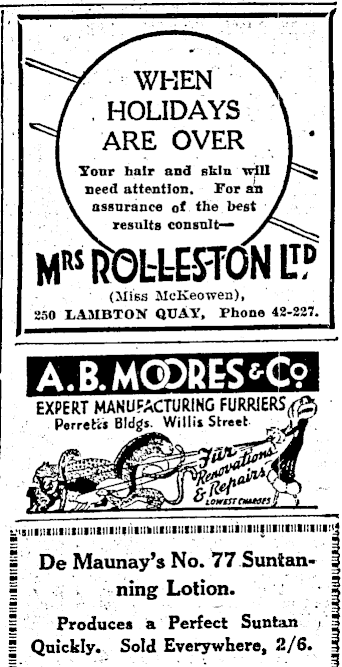 WHEN
HOLIDAYS
ARE OVER
Your hair and skin will
need attention. For an
assurance of the best
results consult—
MRS ROLLESTON LTD
(Miss McKeowen),
250 LAMBTON QUAY, Phone 42-227.
A.B. MOORES & Co
EXPERT MANUFACTURING FURRIERS
Perretts Bldgs. Willis Street
Fur
Renovations
& Repairs
LOWEST CHARGES
De Maunay's No. 77 Suntan-
ning Lotion.
Produces a Perfect Suntan
Quickly. Sold Everywhere, 2/6.